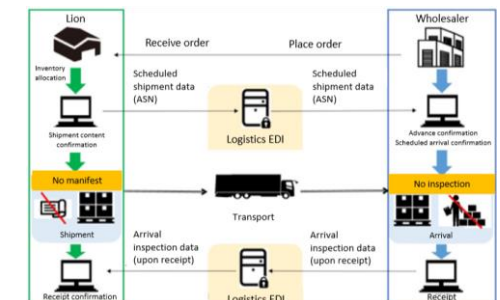 Lion
Wholesaler
Receive order
Place order
Inventory
allocation
Scheduled
shipment data
(ASN)
Scheduled
shipment data
(ASN)
Logistics EDI
Shipment content
confirmation
Advance confirmation
Scheduled arrival confirmation
No manifest
No inspection
Transport
Shipment
Arrival
Arrival
inspection data
(upon receipt)
Arrival
inspection data
(upon receipt)
Receipt confirmation
Logistics EDI
Receipt